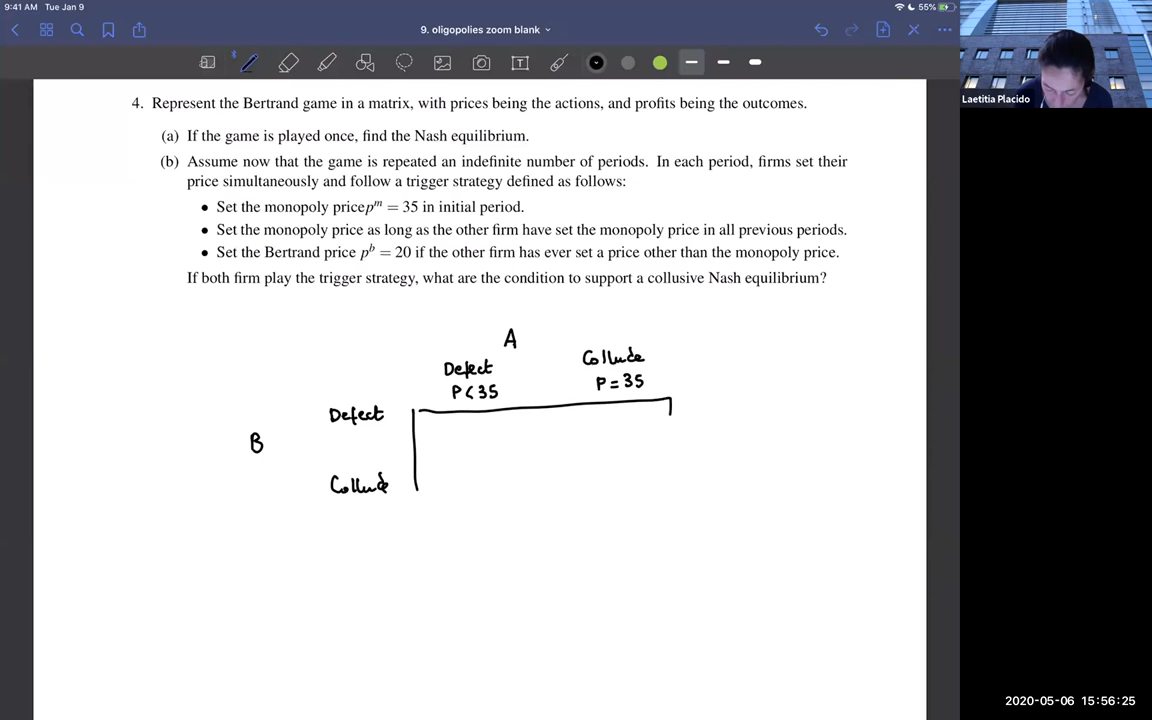 9:41 AM Tue Jan 9
55%
9. oligopolies zoom blank
T
4. Represent the Bertrand game in a matrix, with prices being the actions, and profits being the outcomes.
(a) If the game is played once, find the Nash equilibrium.
(b) Assume now that the game is repeated an indefinite number of periods. In each period, firms set their
price simultaneously and follow a trigger strategy defined as follows:
• Set the monopoly pricepᵐ = 35 in initial period.
• Set the monopoly price as long as the other firm have set the monopoly price in all previous periods.
• Set the Bertrand price pᵇ = 20 if the other firm has ever set a price other than the monopoly price.
If both firm play the trigger strategy, what are the condition to support a collusive Nash equilibrium?
A
Defect Collude
P < 35 P = 35
Defect
B
Collude
Laetitia Placido
2020-05-06 15:56:25